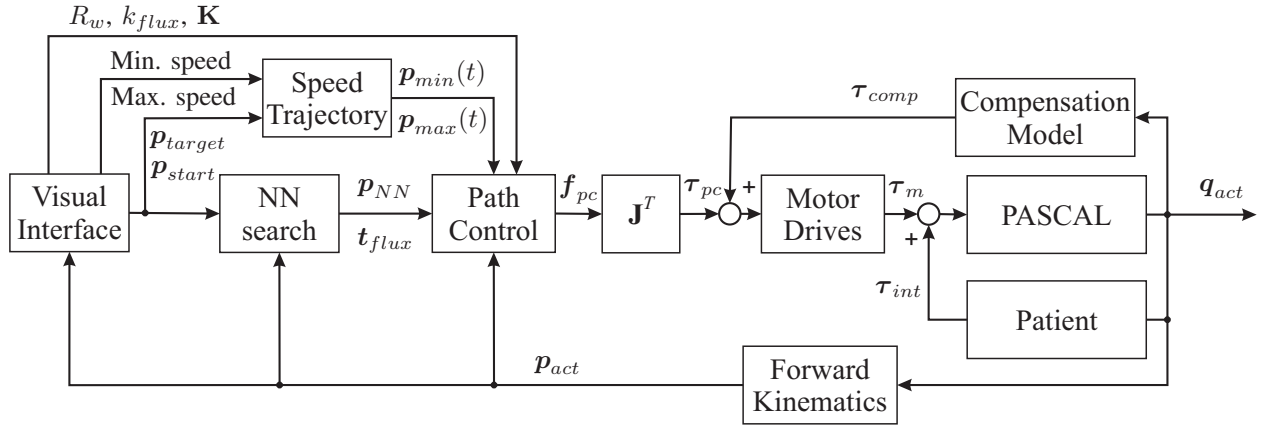 R_w, k_flux, K
Min. speed
Max. speed
Speed
Trajectory
p_min(t)
p_max(t)
p_target
p_start
Visual
Interface
NN
search
p_NN
t_flux
Path
Control
f_pc
J^T
τ_pc
+
Motor
Drives
τ_m
+
PASCAL
q_act
τ_comp
Compensation
Model
τ_int
Patient
p_act
Forward
Kinematics